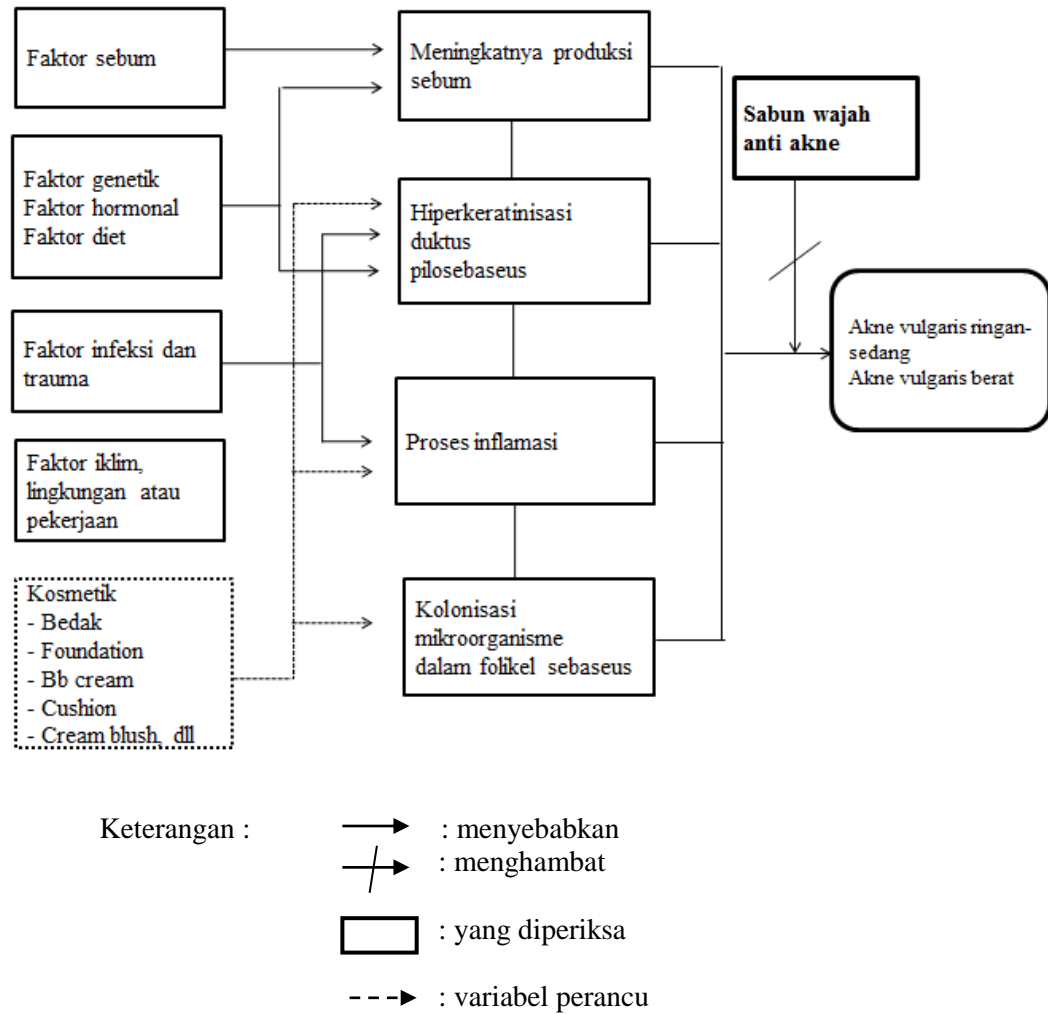 Faktor sebum
Faktor genetik
Faktor hormonal
Faktor diet
Faktor infeksi dan
trauma
Faktor iklim,
lingkungan atau
pekerjaan
Kosmetik
- Bedak
- Foundation
- Bb cream
- Cushion
- Cream blush, dll
Meningkatnya produksi
sebum
Hiperkeratinisasi
duktus
pilosebaseus
Proses inflamasi
Kolonisasi
mikroorganisme
dalam folikel sebaseus
Sabun wajah
anti akne
Akne vulgaris ringan-
sedang
Akne vulgaris berat
Keterangan :
: menyebabkan
: menghambat
: yang diperiksa
: variabel perancu